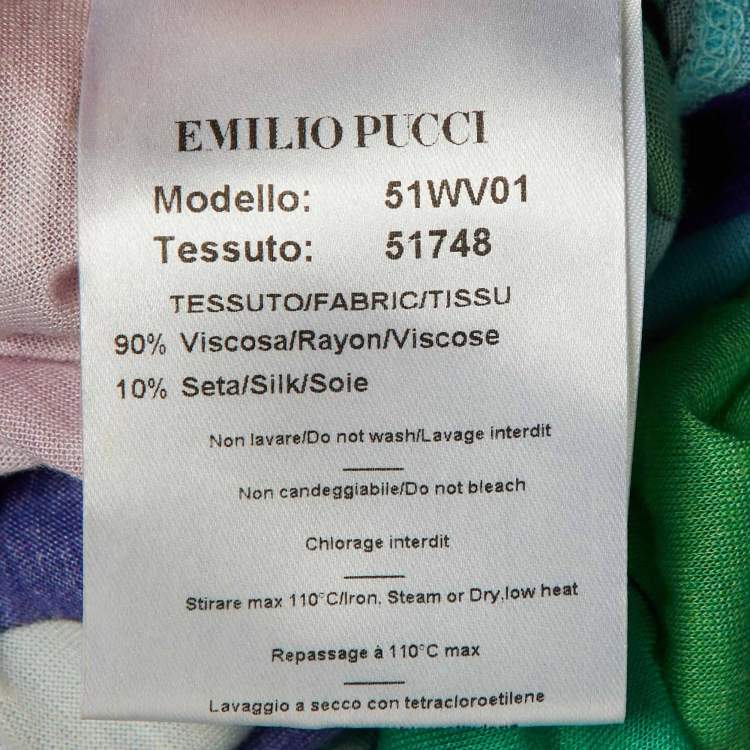 EMILIO PUCCI
Modello: 51WV01
Tessuto: 51748
TESSUTO/FABRIC/TISSU
90% Viscosa/Rayon/Viscose
10% Seta/Silk/Soie
Non lavare/Do not wash/Lavage interdit
Non candeggiabile/Do not bleach
Chlorage interdit
Stirare max 110°C/Iron, Steam or Dry,low heat
Repassage à 110°C max
Lavaggio a secco con tetracloroetilene